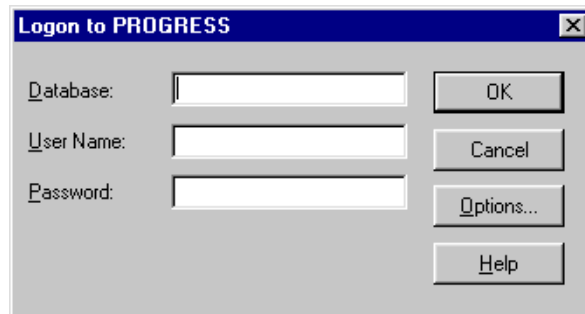 Logon to PROGRESS
Database:
OK
User Name:
Cancel
Password:
Options...
Help